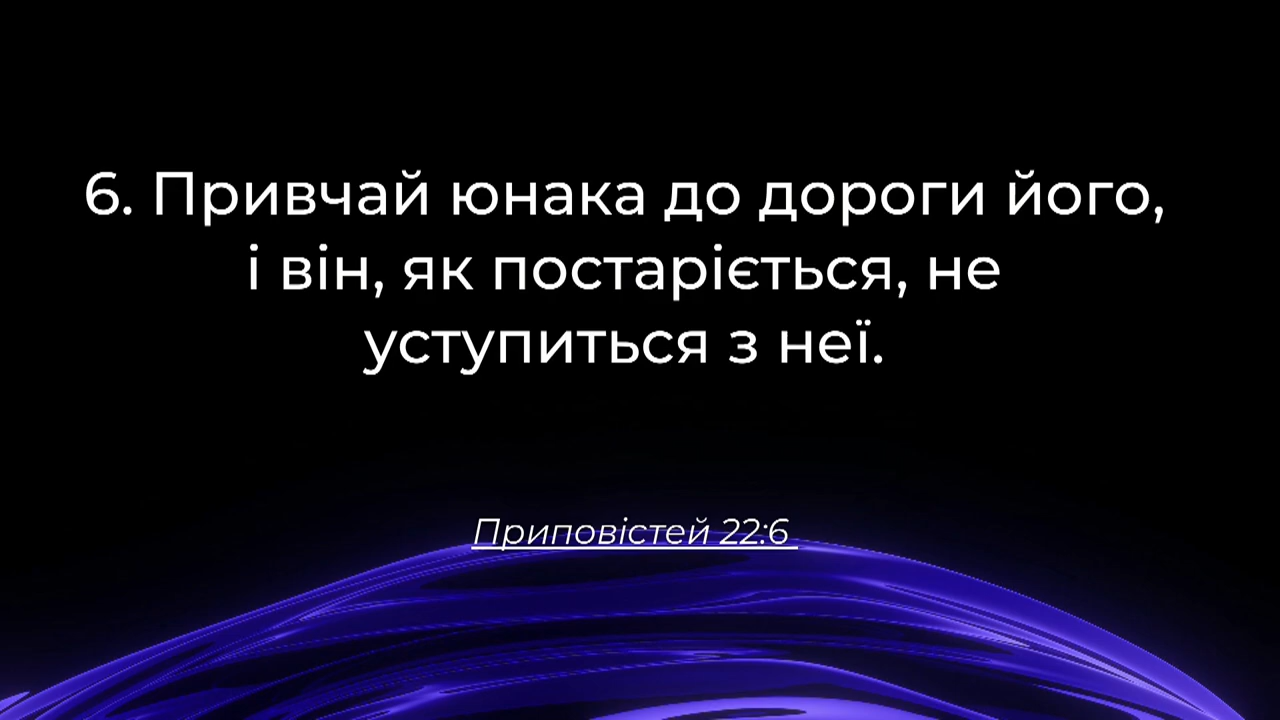 6. Привчай юнака до дороги його,
і він, як постаріється, не
уступиться з неї.
Приповістей 22:6